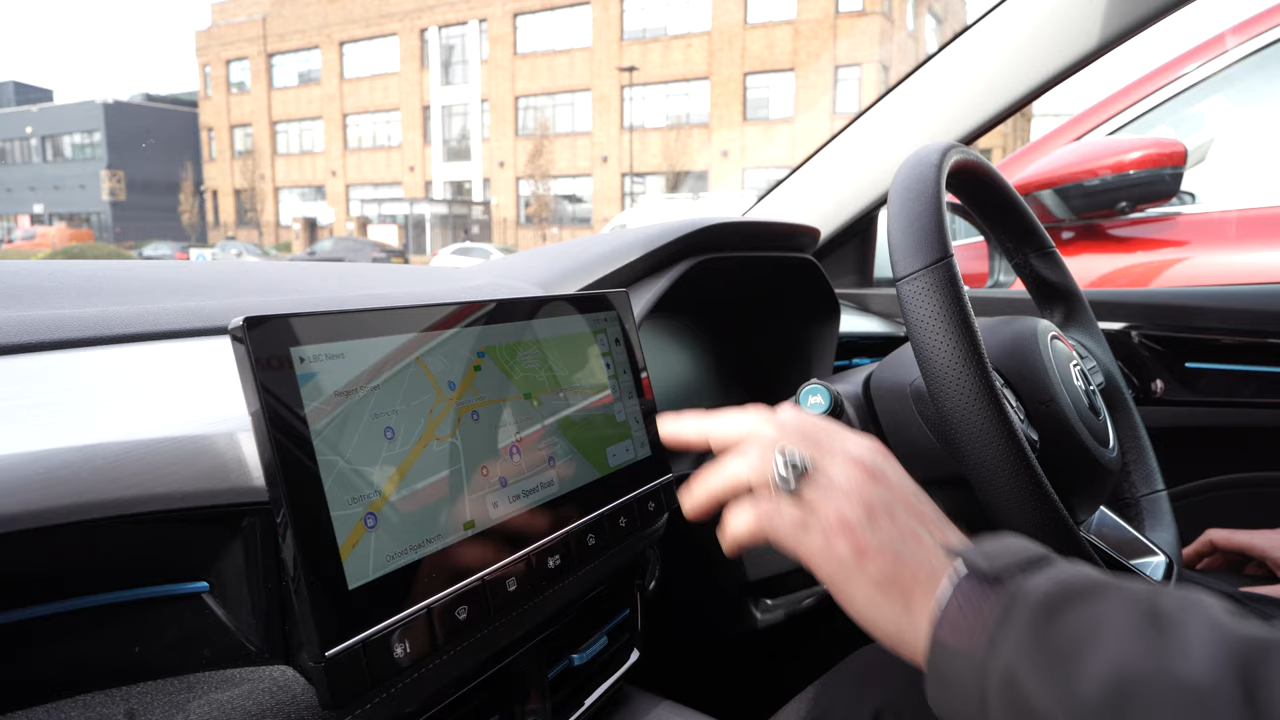 LBC News
Regent Street
Ubitricity
Ubitricity
W Low Speed Road
Oxford Road North